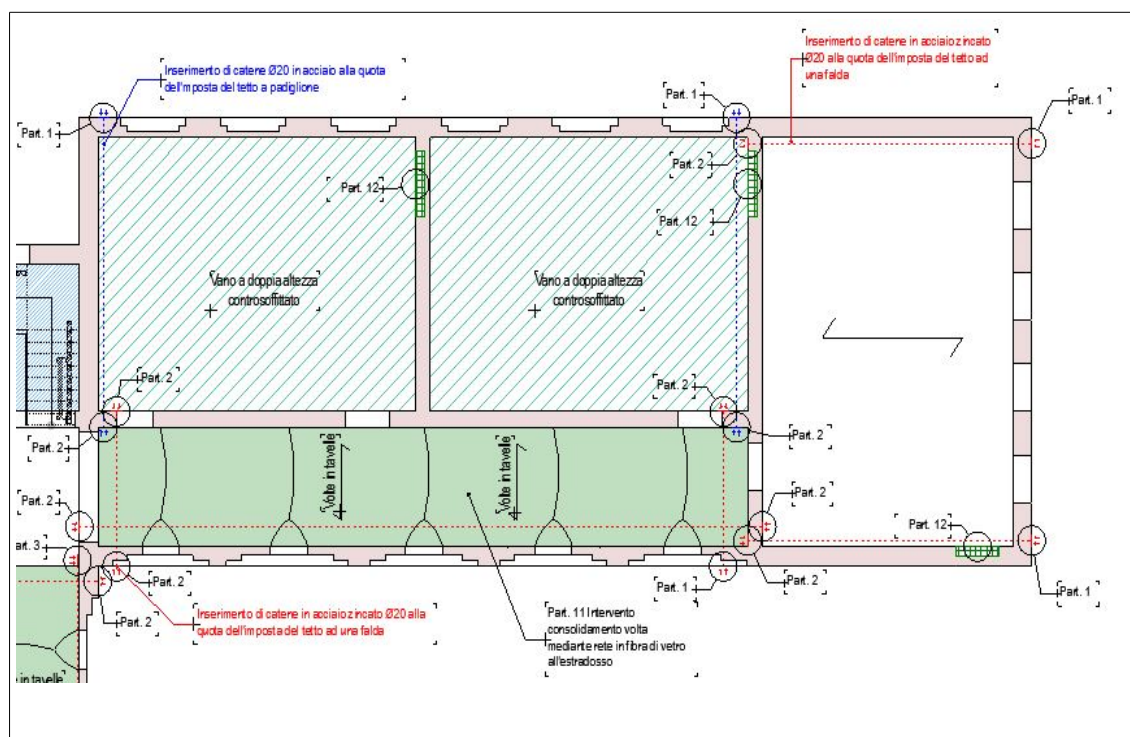 Inserimento di catene in acciaio zincato
Ø20 alla quota dell'imposta del tetto ad
una falda
Inserimento di catene Ø20 in acciaio alla quota
dell'imposta del tetto a padiglione
Part. 1
Part. 1
Part. 1
Part. 2
Part. 12
Part. 12
Vano a doppia altezza
controsoffittato
Vano a doppia altezza
controsoffittato
Part. 2
Part. 2
Part. 2
Part. 2
Volte in tavelle
Volte in tavelle
Part. 2
Part. 2
Part. 12
art. 3
Part. 2
Part. 1
Part. 2
Part. 1
Part. 2
Inserimento di catene in acciaio zincato Ø20 alla
quota dell'imposta del tetto ad una falda
Part. 11 Intervento
consolidamento volta
mediante rete in fibra di vetro
all'estradosso
e in tavelle